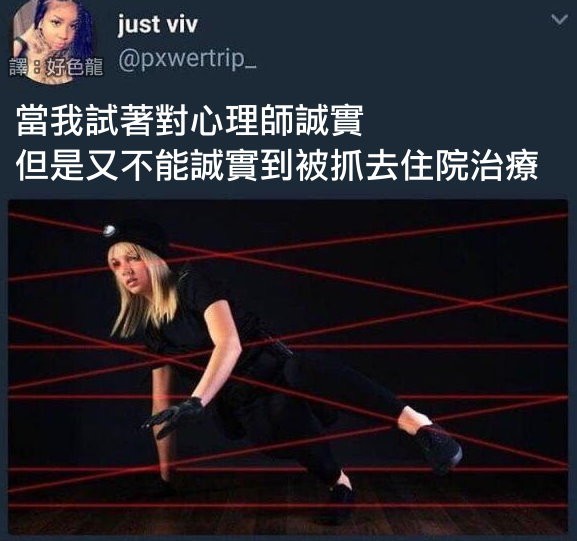 just viv
@pxwertrip_
譯：好色龍
當我試著對心理師誠實
但是又不能誠實到被抓去住院治療